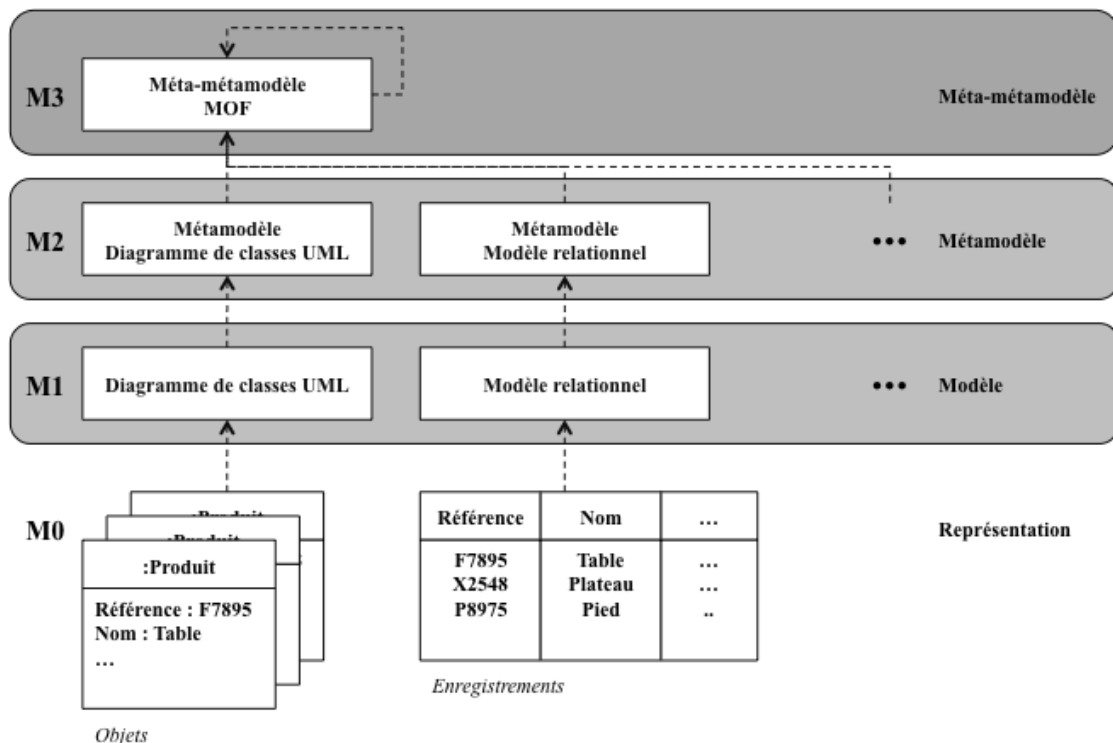 M3
Méta-métamodèle
MOF
Méta-métamodèle
M2
Métamodèle
Diagramme de classes UML
Métamodèle
Modèle relationnel
•••
Métamodèle
M1
Diagramme de classes UML
Modèle relationnel
•••
Modèle
M0
:Produit
:Produit
:Produit
Référence : F7895
Nom : Table
…
Objets
Référence Nom …
F7895 Table …
X2548 Plateau …
P8975 Pied ..
Enregistrements
Représentation